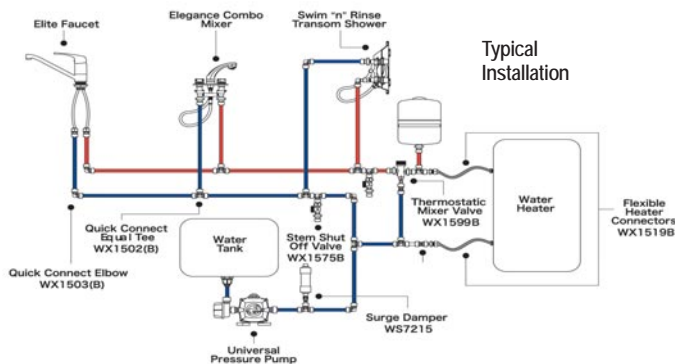 Elite Faucet
Elegance Combo
Mixer
Swim "n" Rinse
Transom Shower
Typical
Installation
Water
Heater
Thermostatic
Mixer Valve
WX1599B
Flexible
Heater
Connectors
WX1519B
Quick Connect
Equal Tee
WX1502(B)
Water
Tank
Stem Shut
Off Valve
WX1575B
Quick Connect Elbow
WX1503(B)
Surge Damper
WS7215
Universal
Pressure Pump